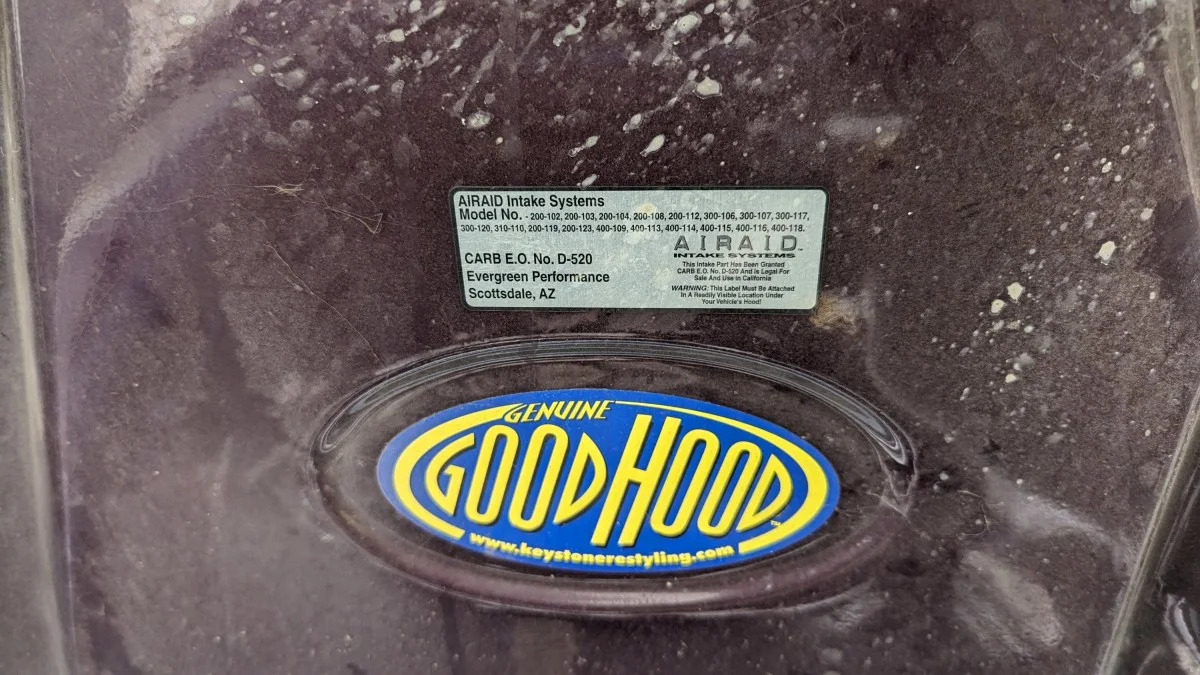 AIRAID Intake Systems
Model No. - 200-102, 200-103, 200-104, 200-108, 200-112, 300-106, 300-107, 300-117,
300-120, 310-110, 200-119, 200-123, 400-109, 400-113, 400-114, 400-115, 400-116, 400-118.
AIRAID™
INTAKE SYSTEMS
CARB E.O. No. D-520
Evergreen Performance
Scottsdale, AZ
This Intake Part Has Been Granted
CARB E.O. No. D-520 And Is Legal For
Sale And Use in California
WARNING: This Label Must Be Attached
In A Readily Visible Location Under
Your Vehicle's Hood!
GENUINE
GOODHOOD™
www.keystonerestyling.com